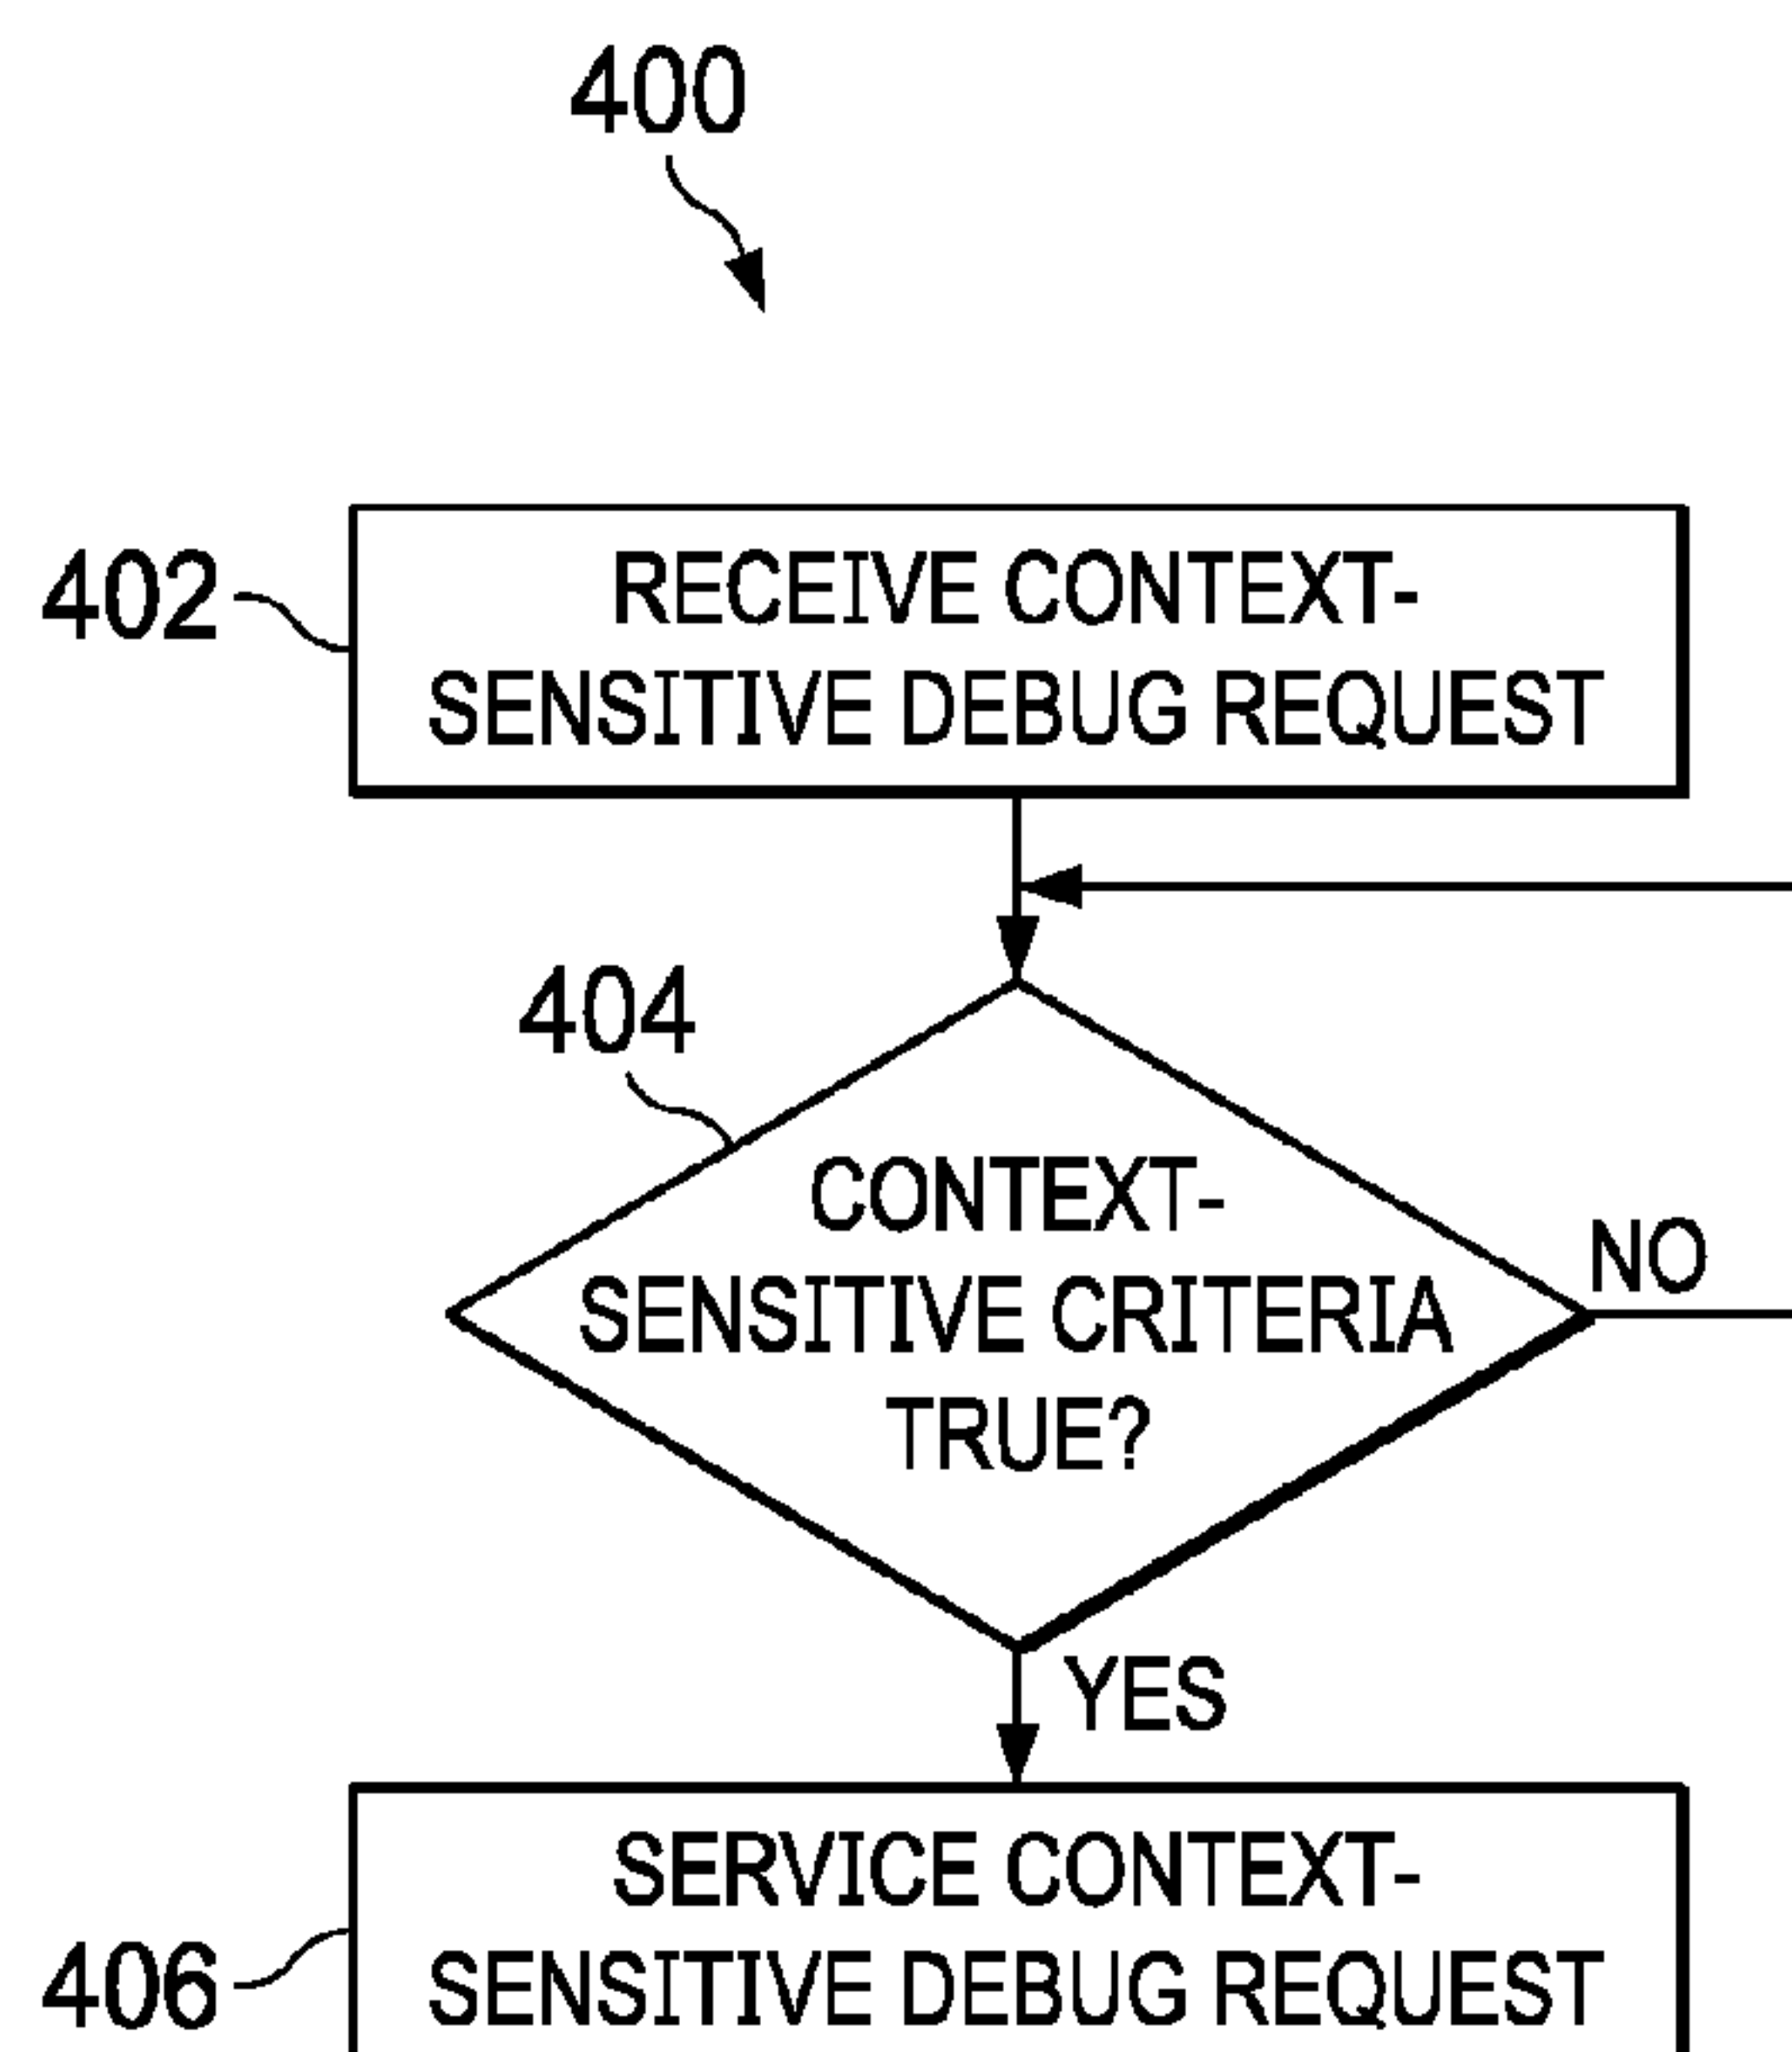 400
402
RECEIVE CONTEXT-
SENSITIVE DEBUG REQUEST
404
CONTEXT-
SENSITIVE CRITERIA
TRUE?
NO
YES
406
SERVICE CONTEXT-
SENSITIVE DEBUG REQUEST